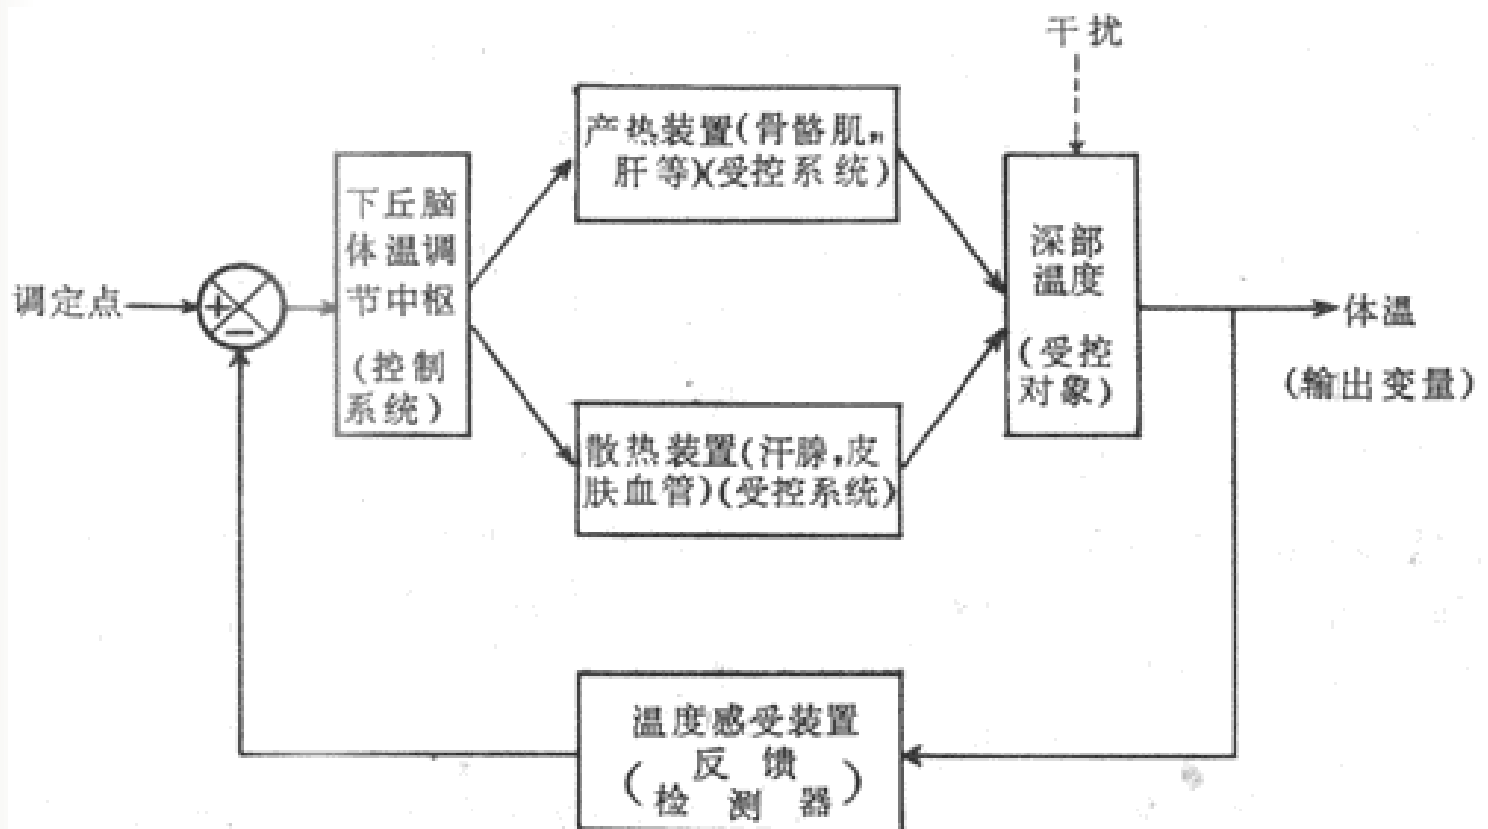 干扰
产热装置(骨骼肌,
肝等)(受控系统)
下丘脑
体温调
节中枢
(控制
系统)
深部
温度
(受控
对象)
调定点
+
−
体温
(输出变量)
散热装置(汗腺,皮
肤血管)(受控系统)
温度感受装置
(反馈
检测器)